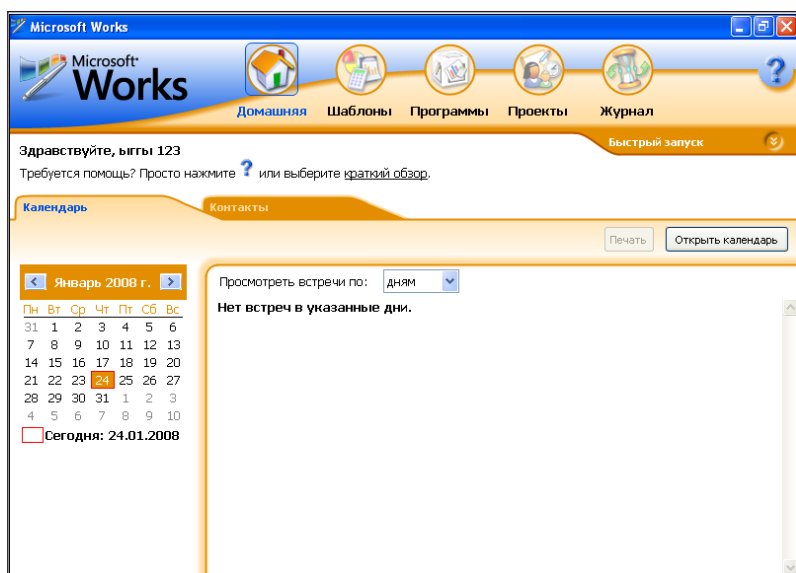 Microsoft Works
Microsoft
Works
Домашняя Шаблоны Программы Проекты Журнал
Быстрый запуск
Здравствуйте, ыггы 123
Требуется помощь? Просто нажмите ? или выберите краткий обзор.
Календарь Контакты
Печать Открыть календарь
Январь 2008 г.
Просмотреть встречи по: дням
Нет встреч в указанные дни.
Пн Вт Ср Чт Пт Сб Вс
31 1 2 3 4 5 6
7 8 9 10 11 12 13
14 15 16 17 18 19 20
21 22 23 24 25 26 27
28 29 30 31 1 2 3
4 5 6 7 8 9 10
Сегодня: 24.01.2008